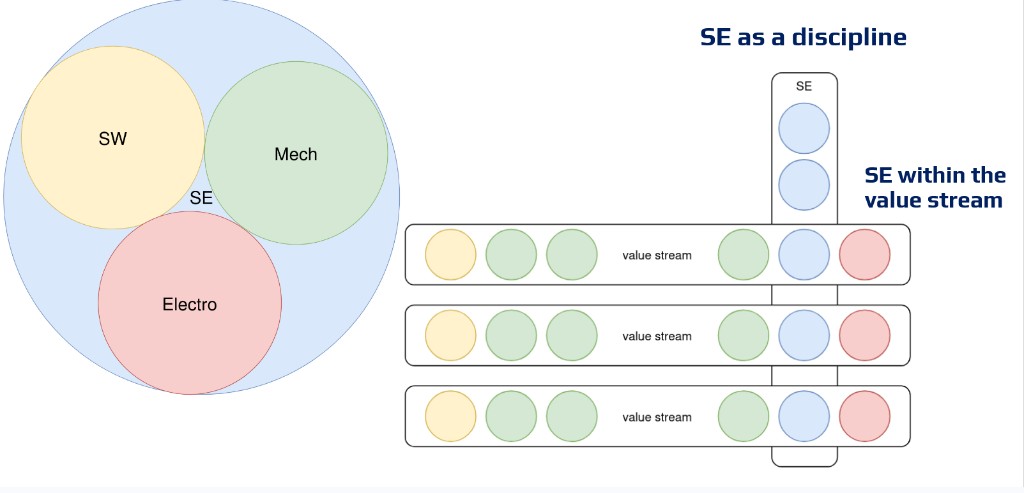 SW
Mech
SE
Electro
SE as a discipline
SE
SE within the
value stream
value stream
value stream
value stream